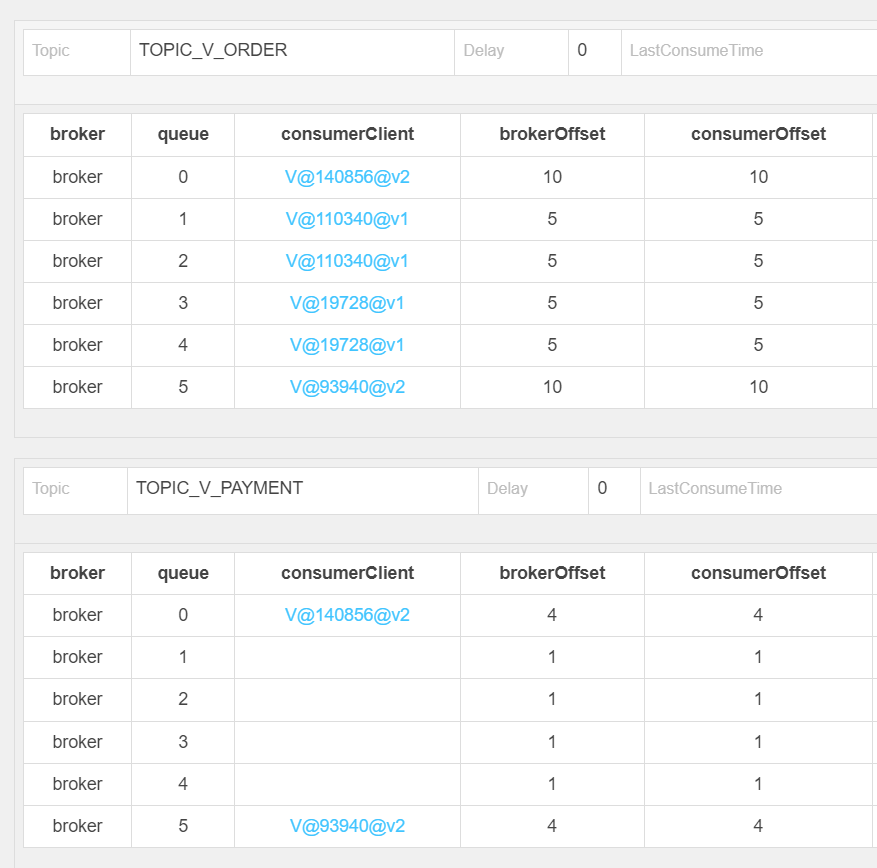 Topic TOPIC_V_ORDER Delay 0 LastConsumeTime
broker queue consumerClient brokerOffset consumerOffset
broker 0 V@140856@v2 10 10
broker 1 V@110340@v1 5 5
broker 2 V@110340@v1 5 5
broker 3 V@19728@v1 5 5
broker 4 V@19728@v1 5 5
broker 5 V@93940@v2 10 10
Topic TOPIC_V_PAYMENT Delay 0 LastConsumeTime
broker queue consumerClient brokerOffset consumerOffset
broker 0 V@140856@v2 4 4
broker 1 1 1
broker 2 1 1
broker 3 1 1
broker 4 1 1
broker 5 V@93940@v2 4 4